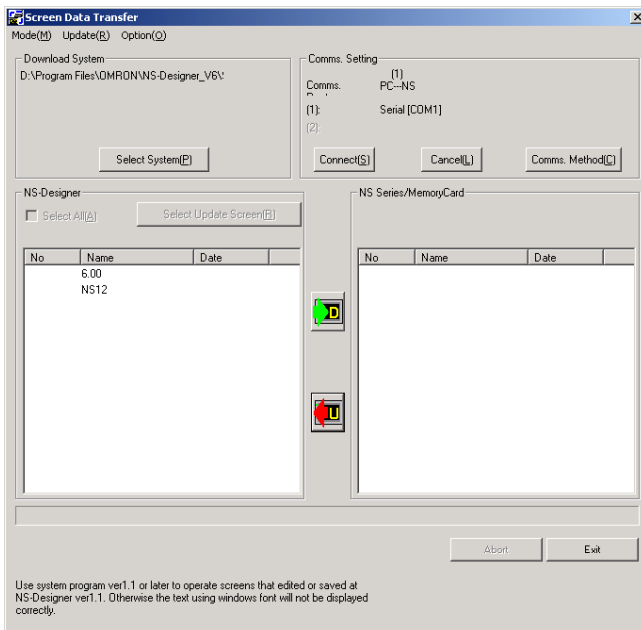 Screen Data Transfer
Mode(M) Update(R) Option(O)
Download System
D:\Program Files\OMRON\NS-Designer_V6\
Select System(P)
Comms. Setting
(1)
Comms. PC---NS
(1): Serial [COM1]
(2):
Connect(S) Cancel(L) Comms. Method(C)
NS-Designer
Select All(A) Select Update Screen(R)
No Name Date
6.00
NS12
NS Series/MemoryCard
No Name Date
D
U
Abort Exit
Use system program ver1.1 or later to operate screens that edited or saved at
NS-Designer ver1.1. Otherwise the text using windows font will not be displayed
correctly.